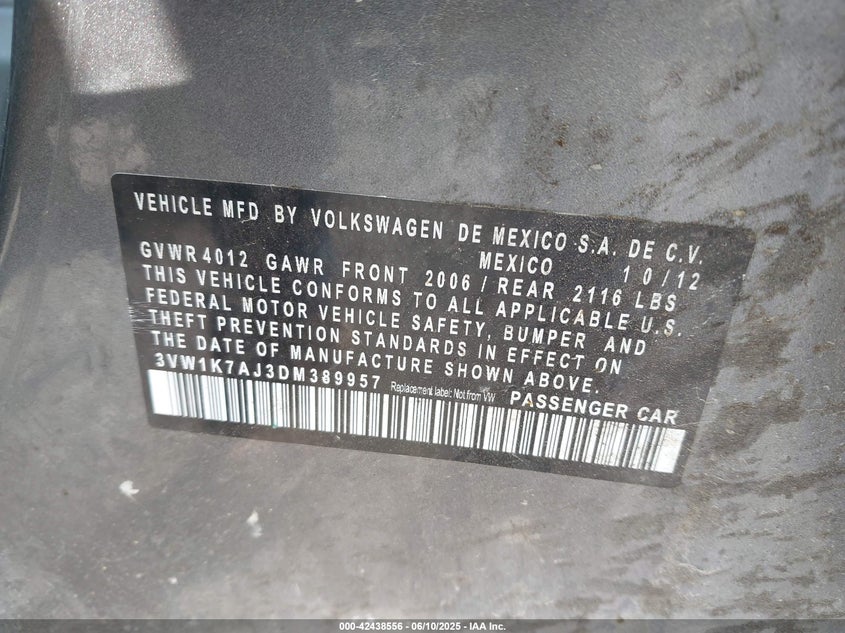 VEHICLE MFD BY VOLKSWAGEN DE MEXICO S.A. DE C.V.
MEXICO 10/12
GVWR 4012 GAWR FRONT 2006 / REAR 2116 LBS
THIS VEHICLE CONFORMS TO ALL APPLICABLE U.S.
FEDERAL MOTOR VEHICLE SAFETY, BUMPER AND
THEFT PREVENTION STANDARDS IN EFFECT ON
THE DATE OF MANUFACTURE SHOWN ABOVE.
3VW1K7AJ3DM389957 Replacement label: Not from VW PASSENGER CAR
000-42438556 - 06/10/2025 - IAA Inc.